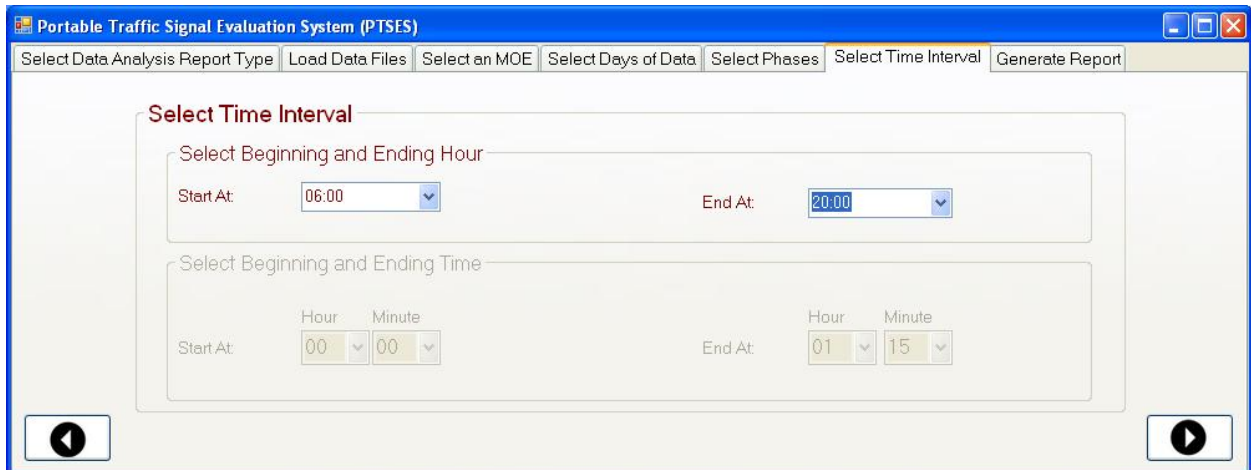 Portable Traffic Signal Evaluation System (PTSES)
Select Data Analysis Report Type Load Data Files Select an MOE Select Days of Data Select Phases Select Time Interval Generate Report
Select Time Interval
Select Beginning and Ending Hour
Start At: 06:00 End At: 20:00
Select Beginning and Ending Time
Hour Minute Hour Minute
Start At: 00 00 End At: 01 15